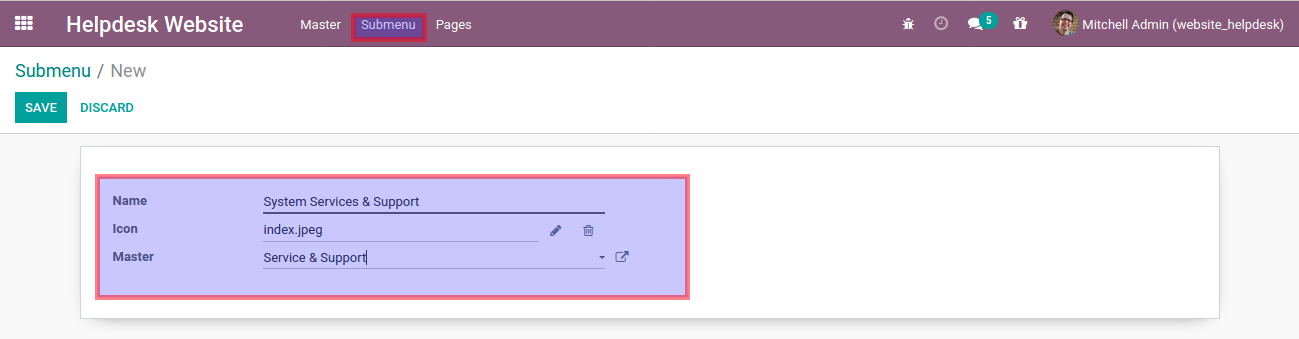 Helpdesk Website Master Submenu Pages 5 Mitchell Admin (website_helpdesk)
Submenu / New
SAVE DISCARD
Name System Services & Support
Icon index.jpeg
Master Service & Support